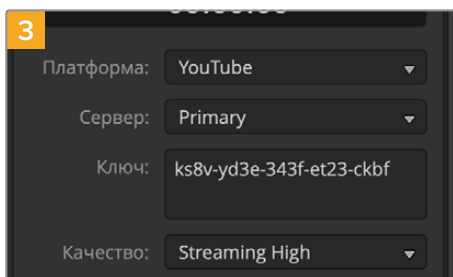 3
Платформа: YouTube
Сервер: Primary
Ключ: ks8v-yd3e-343f-et23-ckbf
Качество: Streaming High